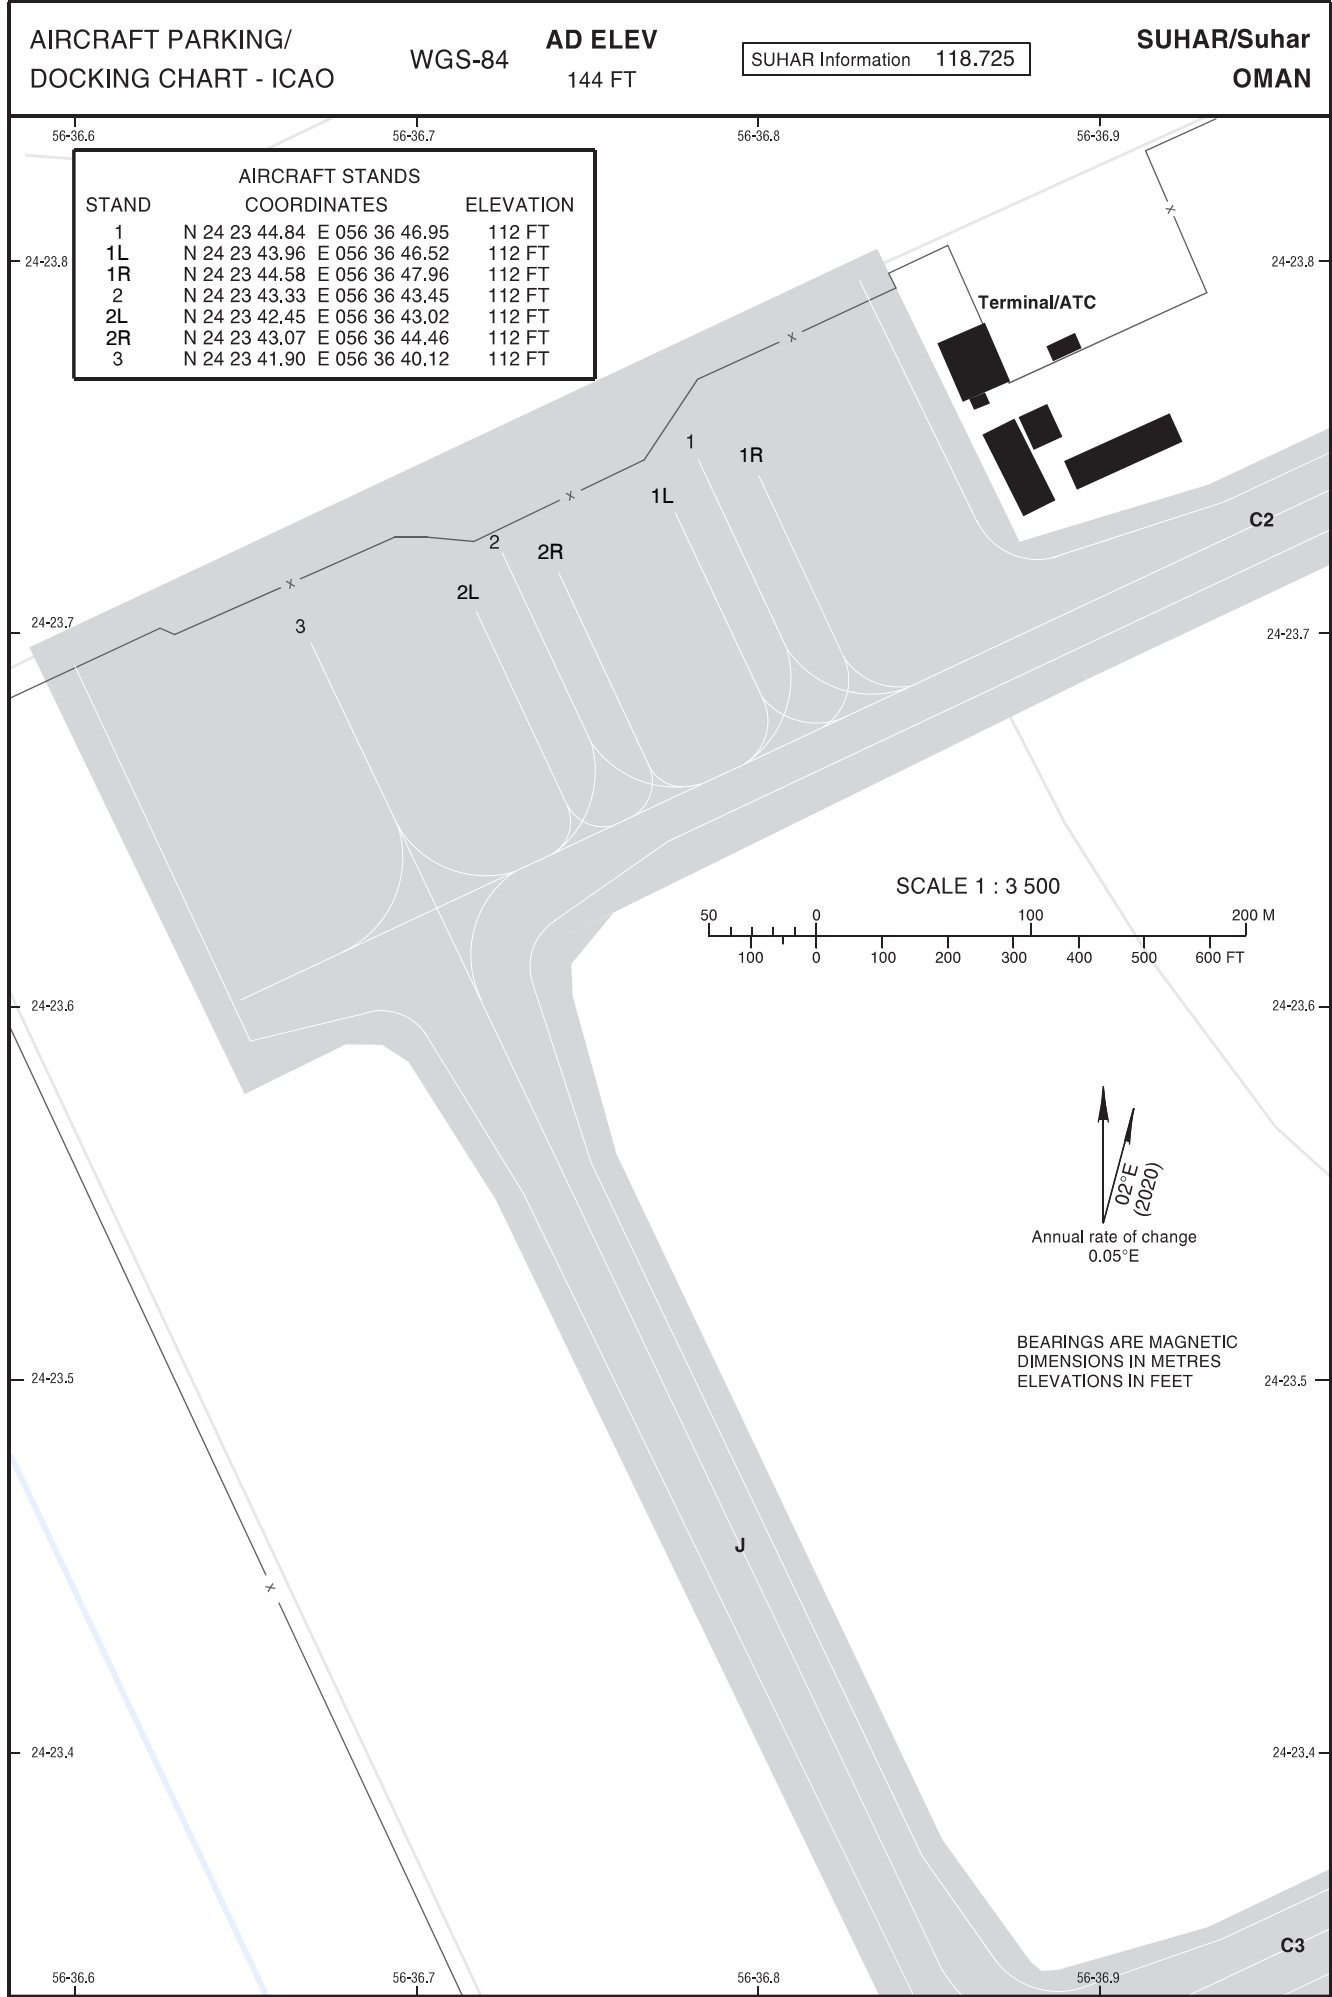 AIRCRAFT PARKING/
DOCKING CHART - ICAO
WGS-84
AD ELEV
144 FT
SUHAR Information 118.725
SUHAR/Suhar
OMAN
56-36.6 56-36.7 56-36.8 56-36.9
AIRCRAFT STANDS
STAND COORDINATES ELEVATION
1 N 24 23 44.84 E 056 36 46.95 112 FT
1L N 24 23 43.96 E 056 36 46.52 112 FT
1R N 24 23 44.58 E 056 36 47.96 112 FT
2 N 24 23 43.33 E 056 36 43.45 112 FT
2L N 24 23 42.45 E 056 36 43.02 112 FT
2R N 24 23 43.07 E 056 36 44.46 112 FT
3 N 24 23 41.90 E 056 36 40.12 112 FT
24-23.8 24-23.8
Terminal/ATC
x
x
1
1R
1L
x
C2
2
2R
x
2L
3
24-23.7 24-23.7
SCALE 1 : 3 500
50 0 100 200 M
100 0 100 200 300 400 500 600 FT
24-23.6 24-23.6
02°E
(2020)
Annual rate of change
0.05°E
BEARINGS ARE MAGNETIC
DIMENSIONS IN METRES
ELEVATIONS IN FEET
24-23.5 24-23.5
J
x
24-23.4 24-23.4
C3
56-36.6 56-36.7 56-36.8 56-36.9